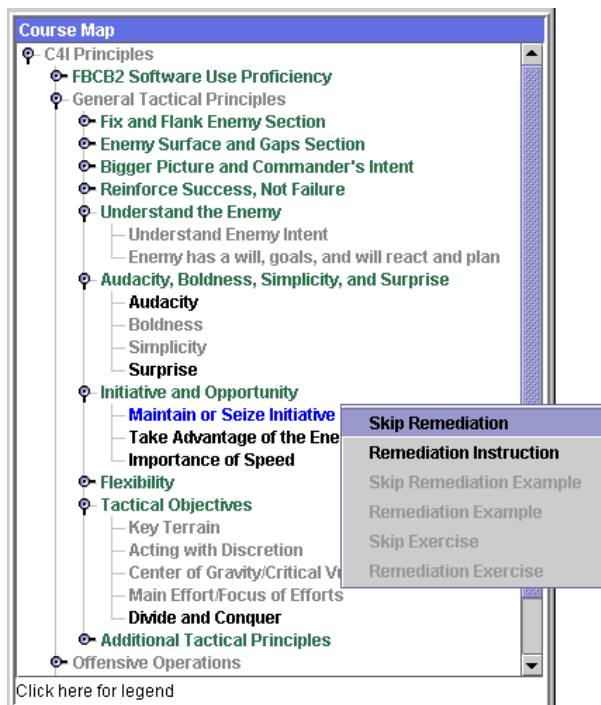 Course Map
C4I Principles
FBCB2 Software Use Proficiency
General Tactical Principles
Fix and Flank Enemy Section
Enemy Surface and Gaps Section
Bigger Picture and Commander's Intent
Reinforce Success, Not Failure
Understand the Enemy
Understand Enemy Intent
Enemy has a will, goals, and will react and plan
Audacity, Boldness, Simplicity, and Surprise
Audacity
Boldness
Simplicity
Surprise
Initiative and Opportunity
Maintain or Seize Initiative
Take Advantage of the Ene
Importance of Speed
Flexibility
Tactical Objectives
Key Terrain
Acting with Discretion
Center of Gravity/Critical Vu
Main Effort/Focus of Efforts
Divide and Conquer
Additional Tactical Principles
Offensive Operations
Click here for legend
Skip Remediation
Remediation Instruction
Skip Remediation Example
Remediation Example
Skip Exercise
Remediation Exercise